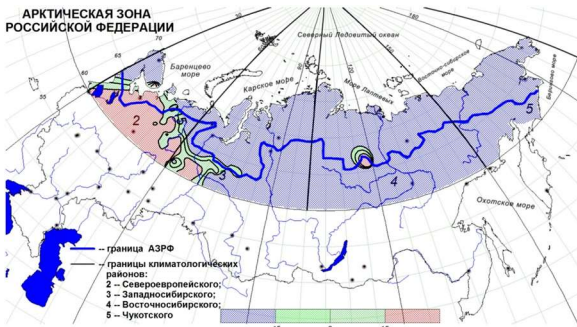 АРКТИЧЕСКАЯ ЗОНА
РОССИЙСКОЙ ФЕДЕРАЦИИ
Северный Ледовитый океан
180
70
65
60
55
Баренцево
море
Карское море
Море Лаптевых
Восточно-сибирское
море
Берингово море
Охотское море
2
3
4
5
-- граница АЗРФ
-- границы климатологических
районов:
2 -- Североевропейского;
3 -- Западносибирского;
4 -- Восточносибирского;
5 -- Чукотского